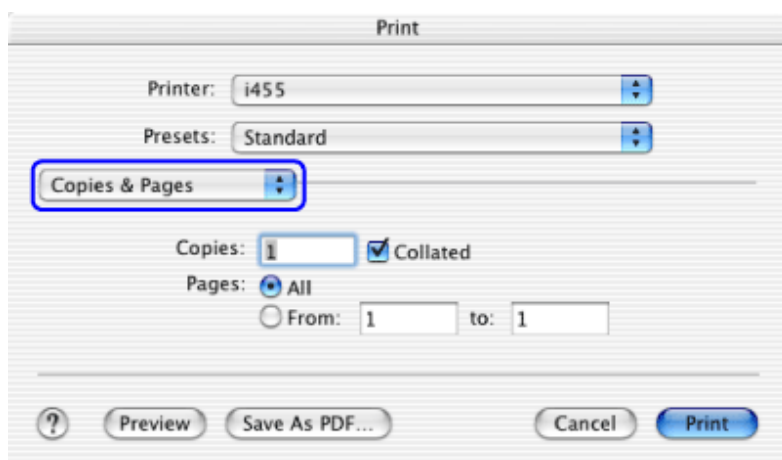 Print
Printer: i455
Presets: Standard
Copies & Pages
Copies: 1 Collated
Pages: All
From: 1 to: 1
? Preview Save As PDF... Cancel Print